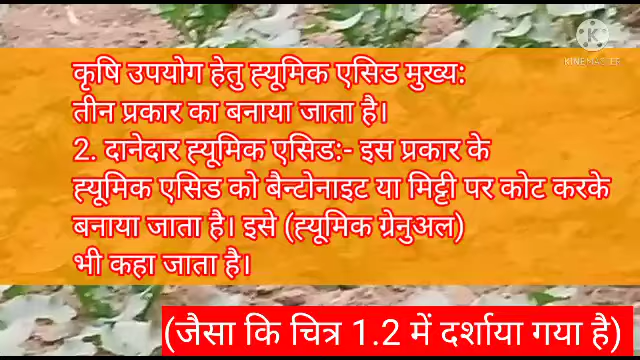 K
KINEMASTER
कृषि उपयोग हेतु ह्यूमिक एसिड मुख्य:
तीन प्रकार का बनाया जाता है।
2. दानेदार ह्यूमिक एसिड:- इस प्रकार के
ह्यूमिक एसिड को बैन्टोनाइट या मिट्टी पर कोट करके
बनाया जाता है। इसे (ह्यूमिक ग्रेनुअल)
भी कहा जाता है।
(जैसा कि चित्र 1.2 में दर्शाया गया है)